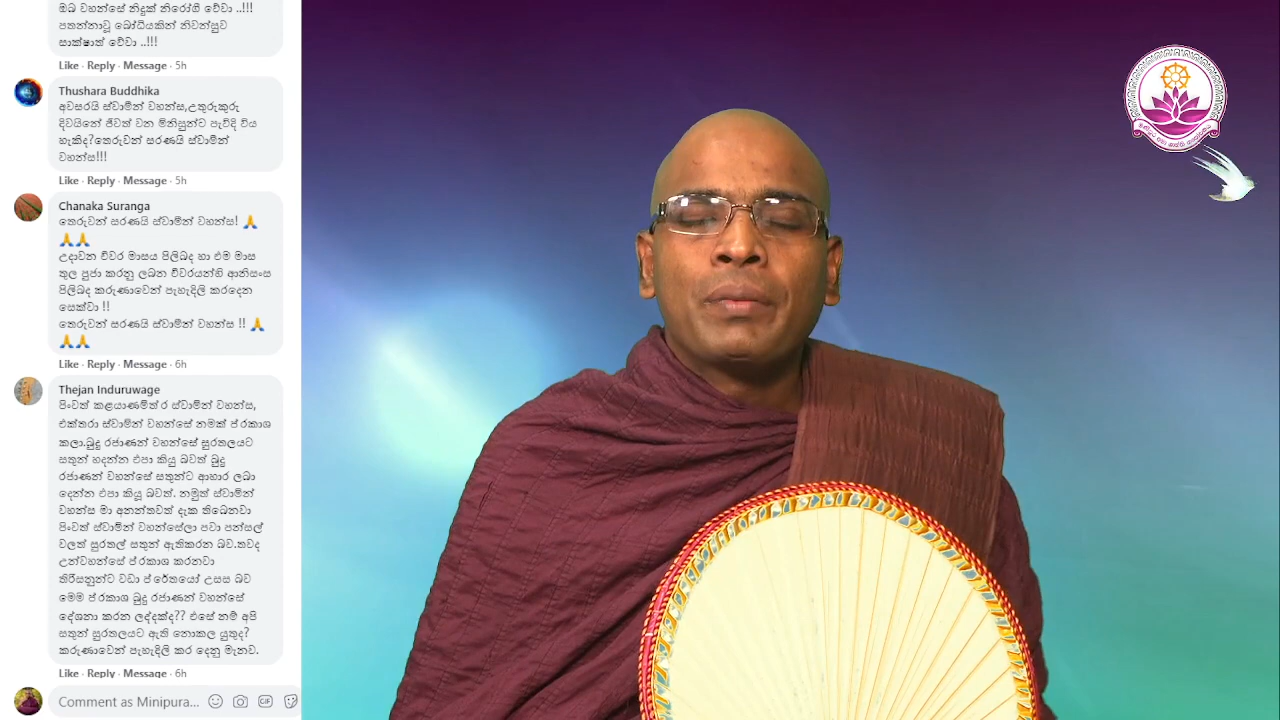 ඔබ වහන්සේ නිදුක් නිරෝගි වේවා ..!!!
පතන්නාවූ බෝධියකින් නිවන්සුව
සාක්ෂාත් වේවා ..!!!
Like · Reply · Message · 5h
Thushara Buddhika
අවසරයි ස්වාමීන් වහන්ස,උතුරුකුරු
දිවයිනේ ජීවත් වන මිනිසුන්ට පැවිදි විය
හැකිද?තෙරුවන් සරණයි ස්වාමීන්
වහන්ස!!!
Like · Reply · Message · 5h
Chanaka Suranga
තෙරුවන් සරණයි ස්වාමීන් වහන්ස! 🙏
🙏🙏
උදාවන චීවර මාසය පිලිබද හා එම මාස
තුල පුජා කරනු ලබන චීවරයන්හි ආනිසංස
පිලිබද කරුණාවෙන් පැහැදිලි කරදෙන
සෙක්වා !!
තෙරුවන් සරණයි ස්වාමීන් වහන්ස !! 🙏
🙏🙏
Like · Reply · Message · 6h
Thejan Induruwage
පිංවත් කළයාණමිත් ර ස්වාමින් වහන්ස,
එක්තරා ස්වාමින් වහන්සේ නමක් ප් රකාශ
කලා.බුදු රජාණන් වහන්සේ සුරතලයට
සතුන් හදන්න එපා කියු බවත් බුදු
රජාණන් වහන්සේ සතුන්ට ආහාර ලබා
දෙන්න එපා කියු බවත්. නමුත් ස්වාමින්
වහන්ස මා අනන්තවත් දැක තිබෙනවා
පිංවත් ස්වාමින් වහන්සේලා පවා පන්සල්
වලත් සුරතල් සතුන් ඇතිකරන බව.තවද
උන්වහන්සේ ප් රකාශ කරනවා
තිරිසනුන්ට වඩා ප් රේතයෝ උසස බව
මෙම ප් රකාශ බුදු රජාණන් වහන්සේ
දේශනා කරන ලද්දක්ද?? එසේ නම් අපි
සතුන් සුරතලයට ඇති නොකල යුතුද?
කරුණාවෙන් පැහැදිලි කර දෙනු මැනව.
Like · Reply · Message · 6h
Comment as Minipura...
GIF